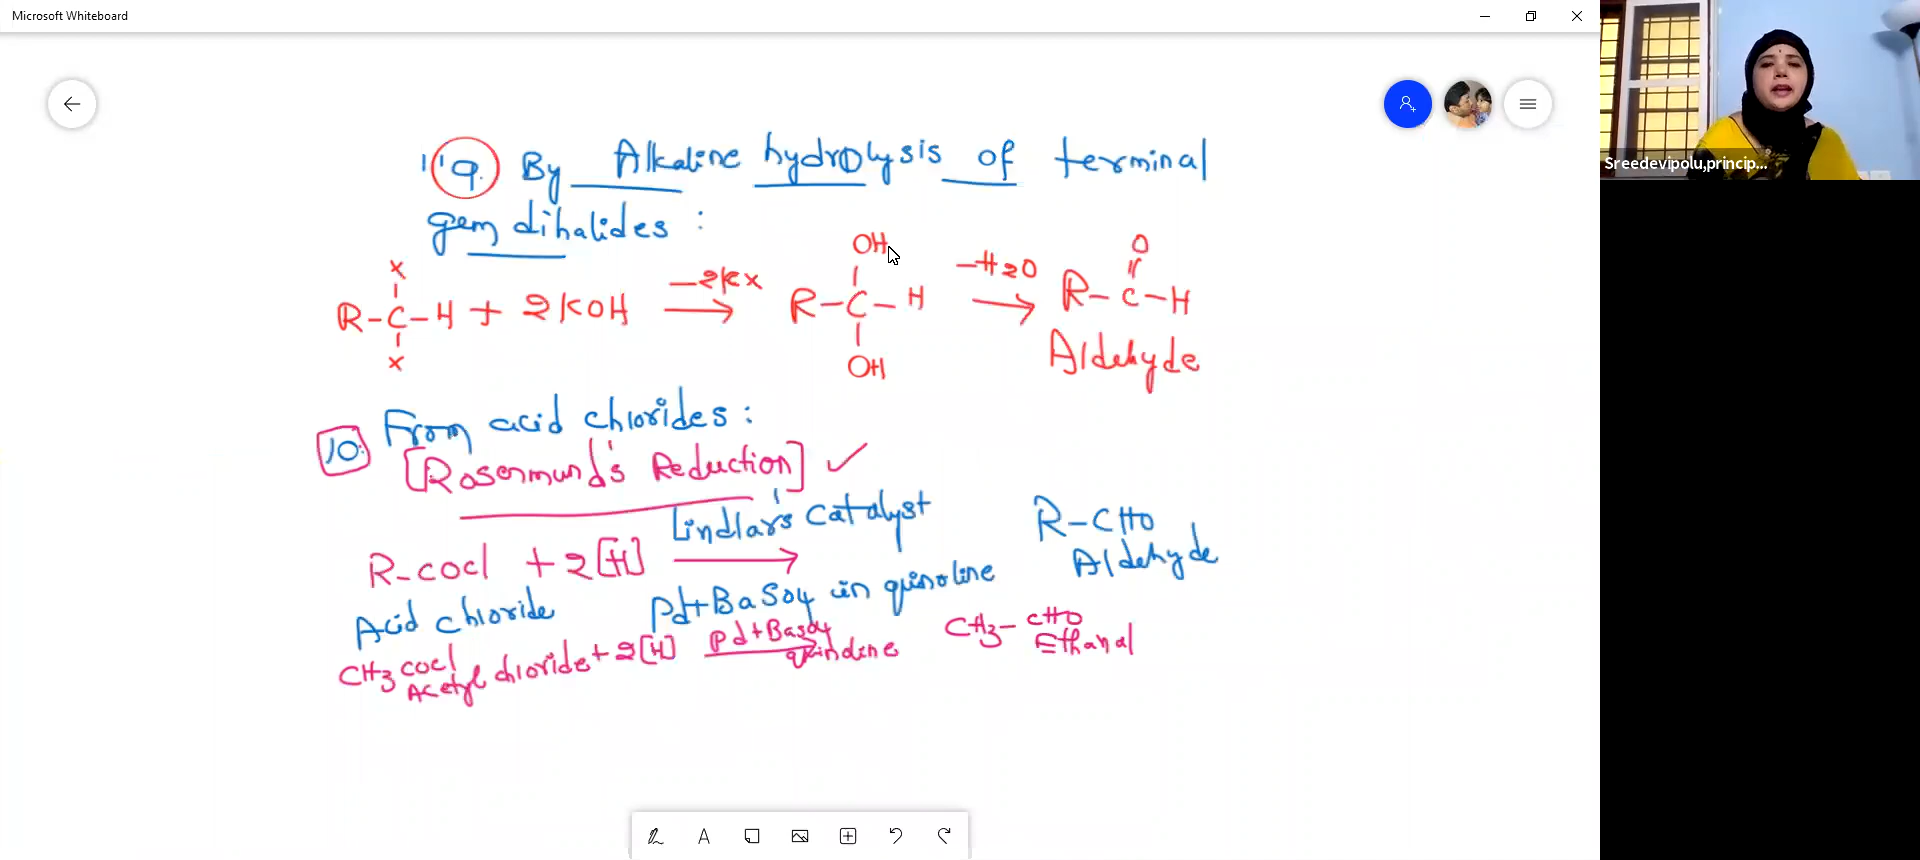 Microsoft Whiteboard
Sreedevipolu,princip...
9. By Alkaline hydrolysis of terminal
gem dihalides :
R-C-H + 2KOH -2KX R-C-H -H2O R-C-H
X X OH OH O
Aldehyde
10. From acid chlorides :
[Rosenmund's Reduction] ✓
Lindlar's Catalyst
R-COCl + 2[H] R-CHO
Acid chloride Pd+BaSO4 in quinoline Aldehyde
CH3COCl + 2[H] Pd+BaSO4 CH3-CHO
Acetyl chloride quinoline Ethanal